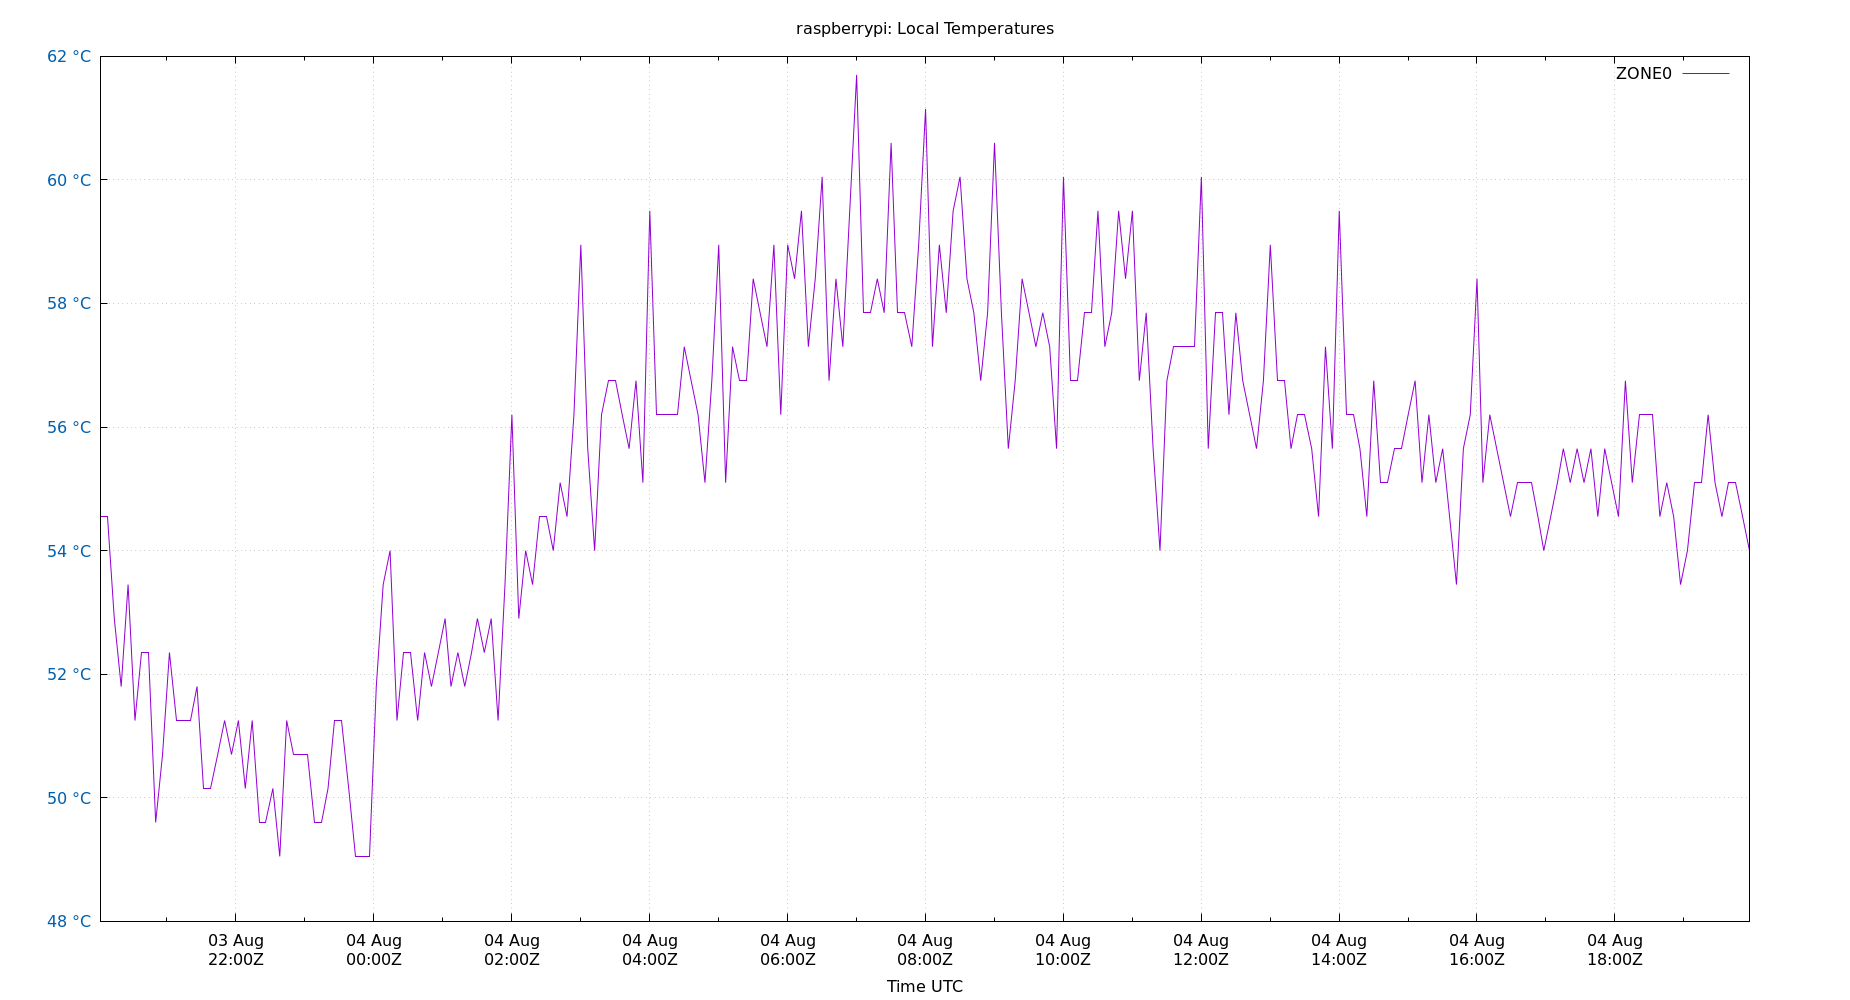 raspberrypi: Local Temperatures
62 °C
ZONE0
60 °C
58 °C
56 °C
54 °C
52 °C
50 °C
48 °C
03 Aug 04 Aug 04 Aug 04 Aug 04 Aug 04 Aug 04 Aug 04 Aug 04 Aug 04 Aug 04 Aug
22:00Z 00:00Z 02:00Z 04:00Z 06:00Z 08:00Z 10:00Z 12:00Z 14:00Z 16:00Z 18:00Z
Time UTC